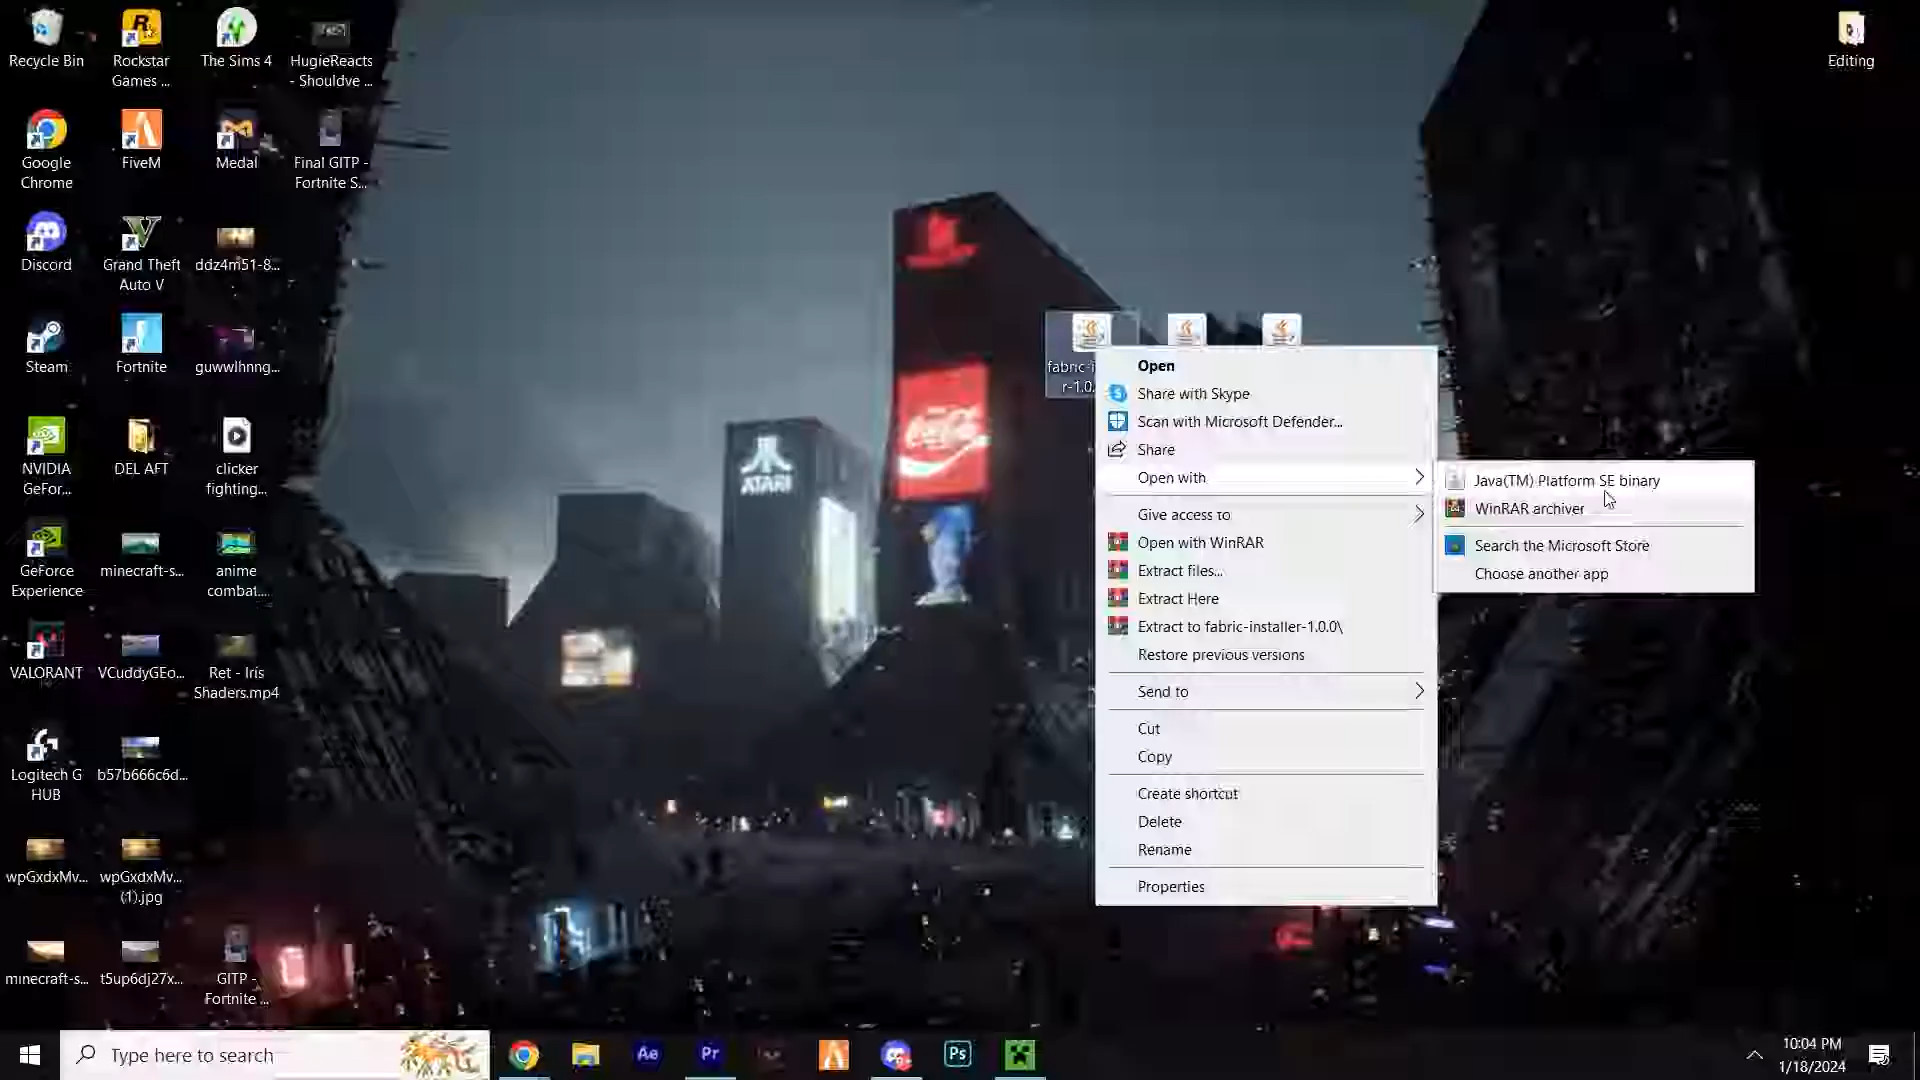 Recycle Bin
Rockstar
Games ...
The Sims 4
HugieReacts
- Shouldve ...
Editing
Google
Chrome
FiveM
Medal
Final GITP -
Fortnite S...
Discord
Grand Theft
Auto V
ddz4m51-8...
Steam
Fortnite
guwwlhnng...
NVIDIA
GeFor...
DEL AFT
clicker
fighting...
GeForce
Experience
minecraft-s...
anime
combat...
VALORANT
VCuddyGEo...
Ret - Iris
Shaders.mp4
Logitech G
HUB
b57b666c6d...
wpGxdxMv...
wpGxdxMv...
(1).jpg
minecraft-s...
t5up6dj27x...
GITP -
Fortnite ...
ATARI
Coca-Cola
fabric-i
r-1.0.
Open
Share with Skype
Scan with Microsoft Defender...
Share
Open with
Give access to
Open with WinRAR
Extract files...
Extract Here
Extract to fabric-installer-1.0.0\
Restore previous versions
Send to
Cut
Copy
Create shortcut
Delete
Rename
Properties
Java(TM) Platform SE binary
WinRAR archiver
Search the Microsoft Store
Choose another app
Type here to search
Ae
Pr
Ps
10:04 PM
1/18/2024